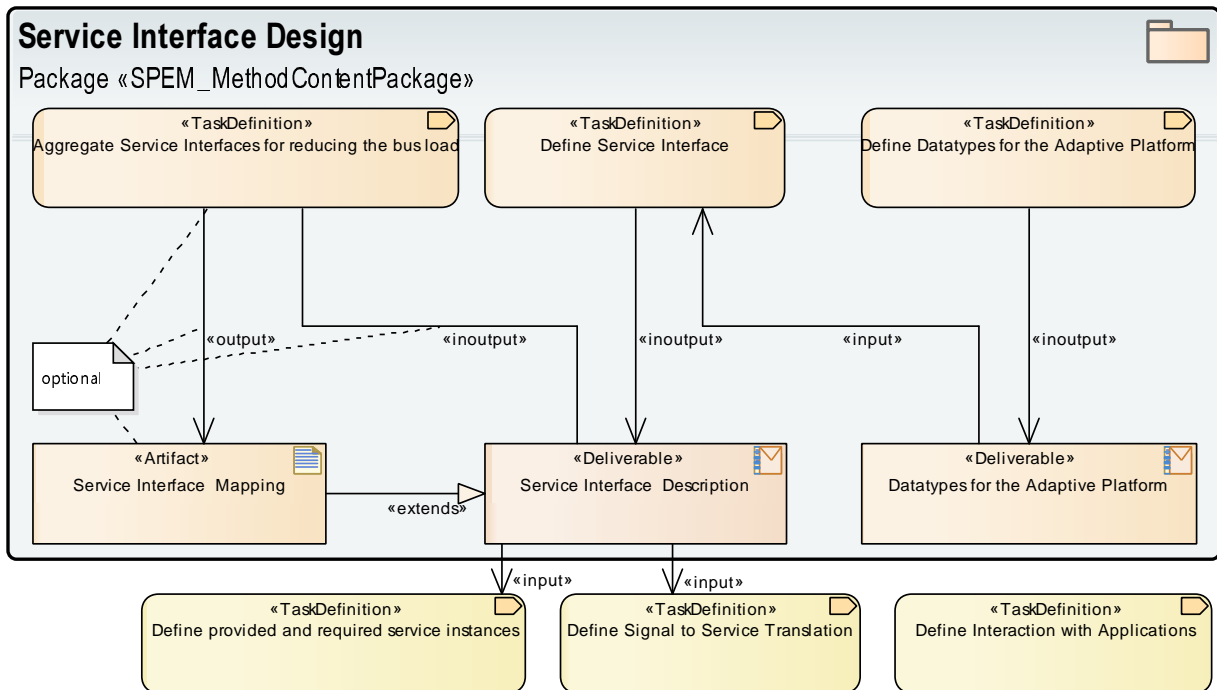 Service Interface Design
Package «SPEM_MethodContentPackage»
«TaskDefinition»
Aggregate Service Interfaces for reducing the bus load
«TaskDefinition»
Define Service Interface
«TaskDefinition»
Define Datatypes for the Adaptive Platform
«output»
«inoutput»
«inoutput»
«input»
«inoutput»
optional
«Artifact»
Service Interface Mapping
«Deliverable»
Service Interface Description
«Deliverable»
Datatypes for the Adaptive Platform
«extends»
«input»
«input»
«TaskDefinition»
Define provided and required service instances
«TaskDefinition»
Define Signal to Service Translation
«TaskDefinition»
Define Interaction with Applications